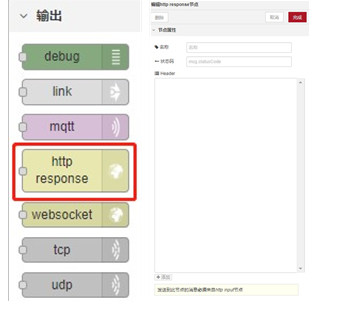 输出
debug
link
mqtt
http
response
websocket
tcp
udp
编辑http response节点
删除
取消
完成
节点属性
名称
名称
状态码
msg.statusCode
Header
添加
发送到此节点的消息必须来自http input节点